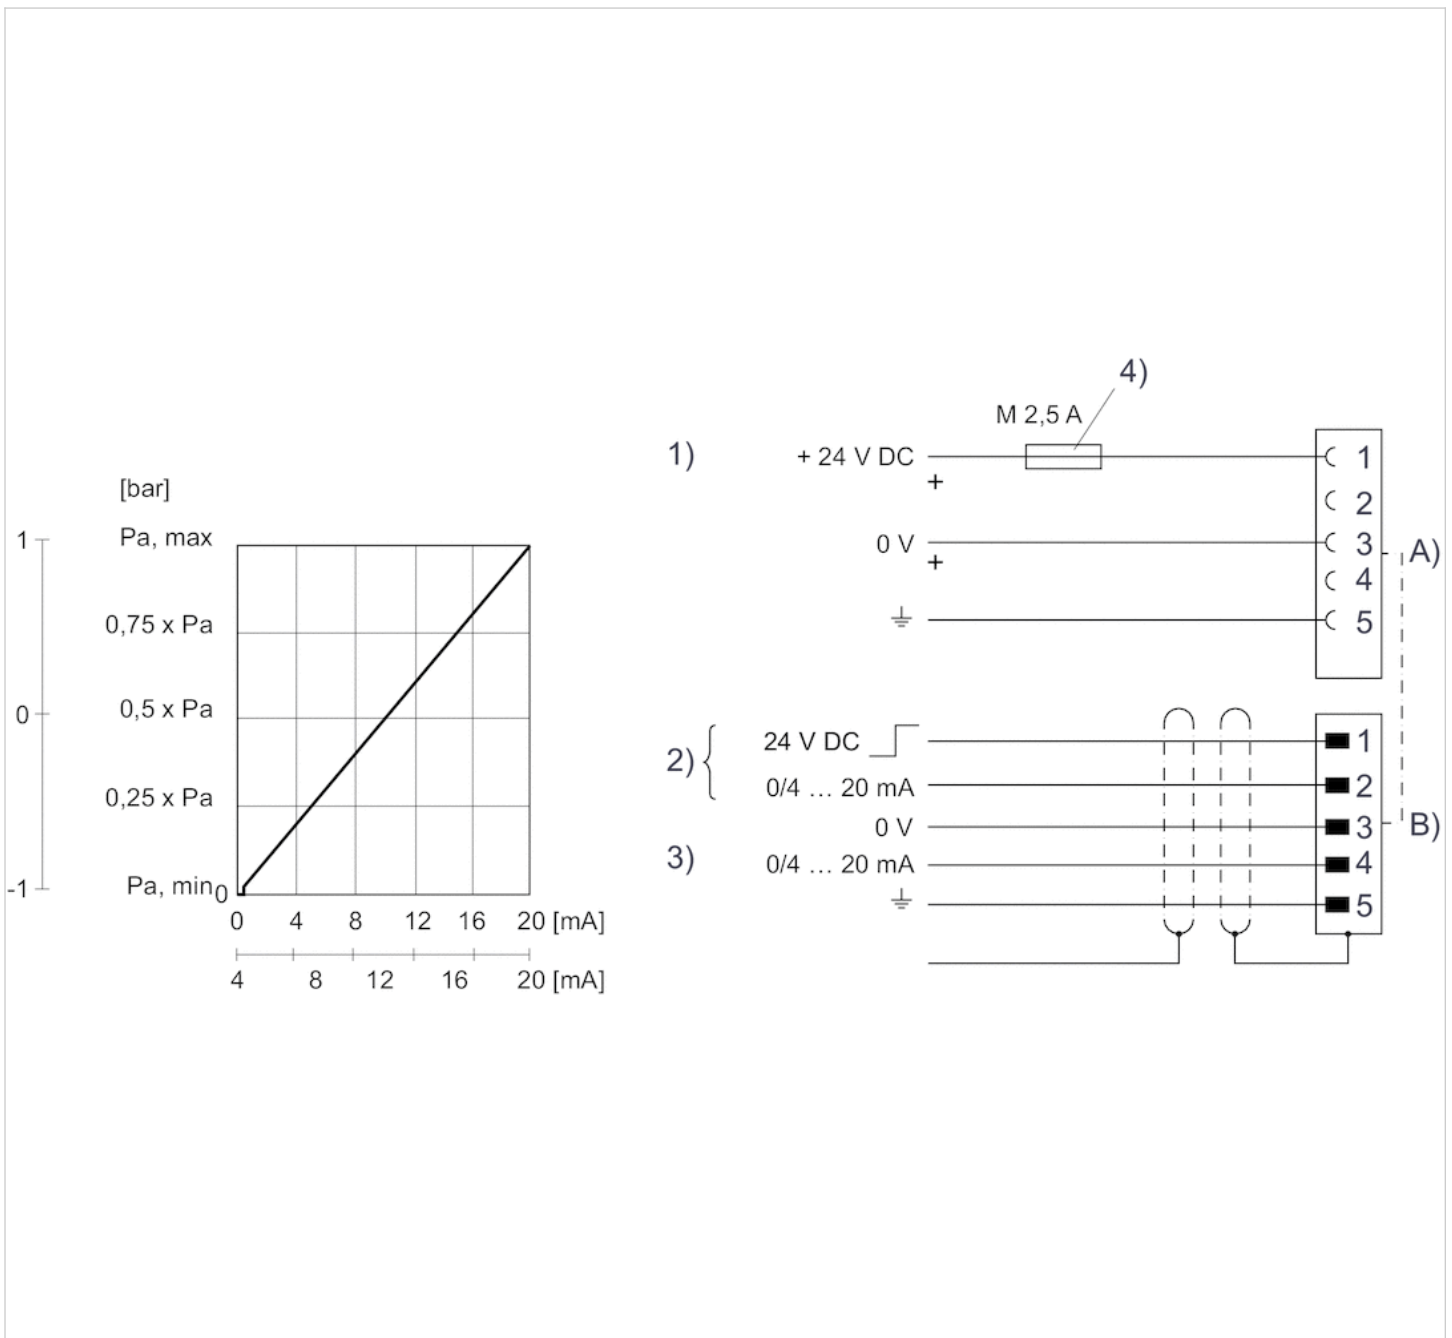 [bar]
1
0
-1
Pa, max
0,75 x Pa
0,5 x Pa
0,25 x Pa
Pa, min 0
0 4 8 12 16 20 [mA]
4 8 12 16 20 [mA]
4)
M 2,5 A
1) + 24 V DC 1
+
2
0 V 3
+
A)
4
5
2) 24 V DC 1
0/4 ... 20 mA 2
0 V 3
B)
3) 0/4 ... 20 mA 4
5